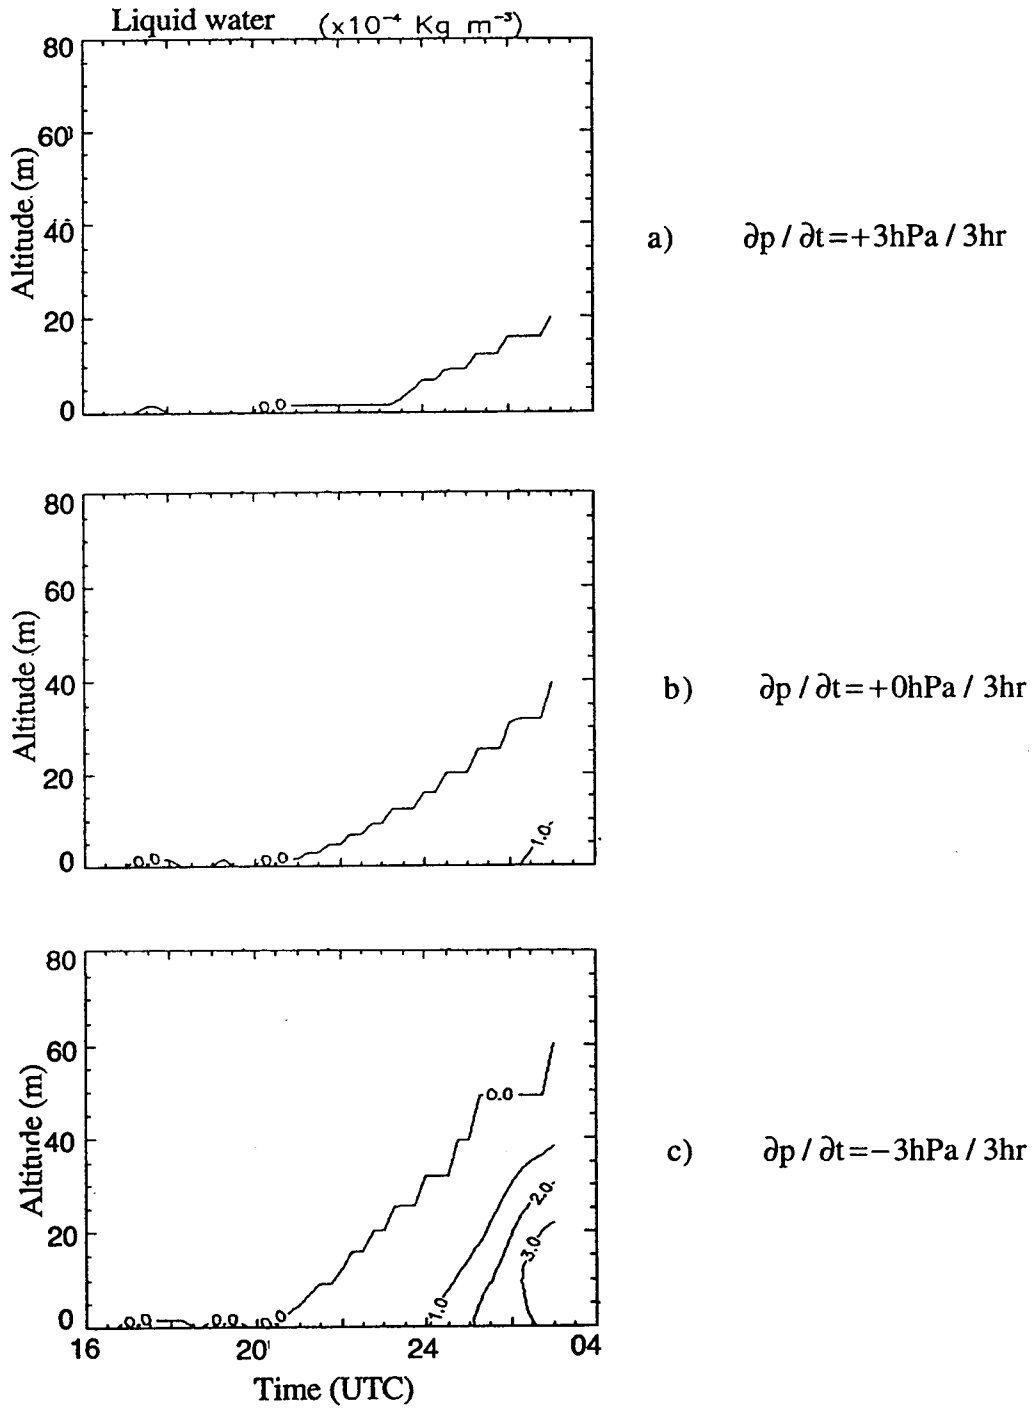 Liquid water (x10⁻⁴ Kg m⁻³)
80
60
40
20
0
Altitude (m)
0.0
a) ∂p / ∂t=+3hPa / 3hr
80
60
40
20
0
Altitude (m)
0.0
0.0
1.0
b) ∂p / ∂t=+0hPa / 3hr
80
60
40
20
0
Altitude (m)
0.0
0.0
0.0
0.0
1.0
2.0
3.0
c) ∂p / ∂t=−3hPa / 3hr
16 20 24 04
Time (UTC)